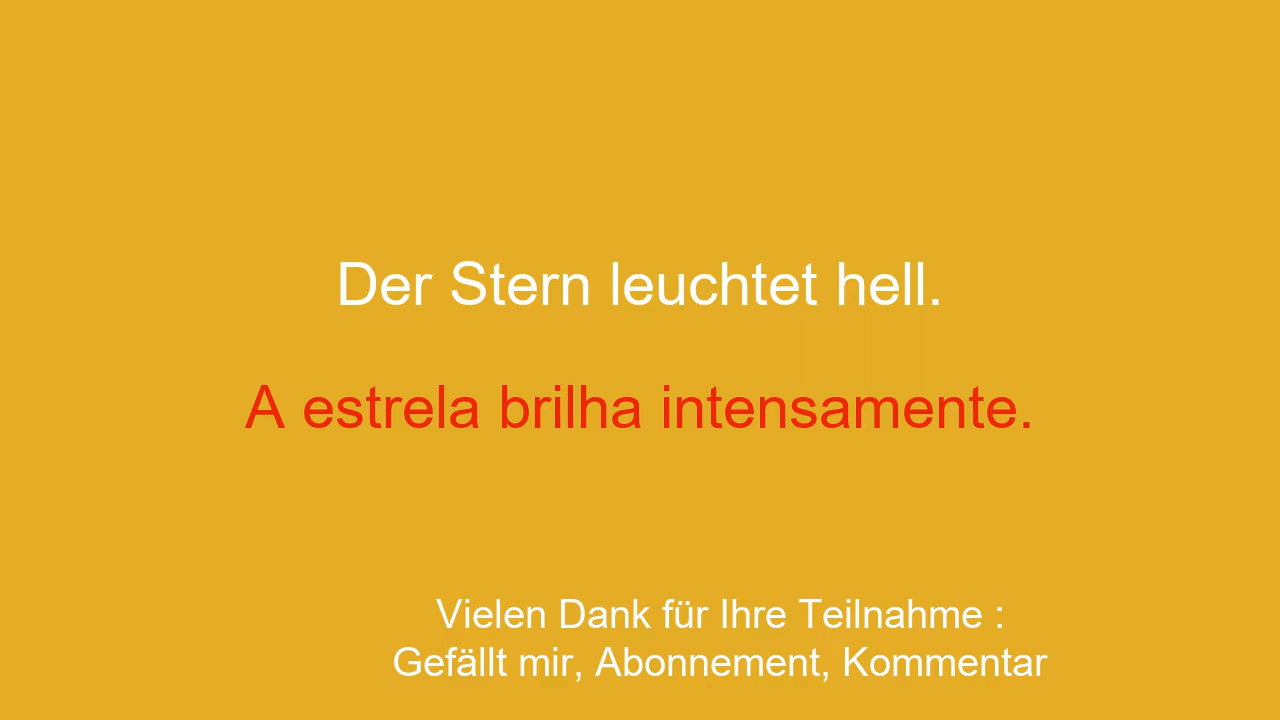 Der Stern leuchtet hell.
A estrela brilha intensamente.
Vielen Dank für Ihre Teilnahme :
Gefällt mir, Abonnement, Kommentar